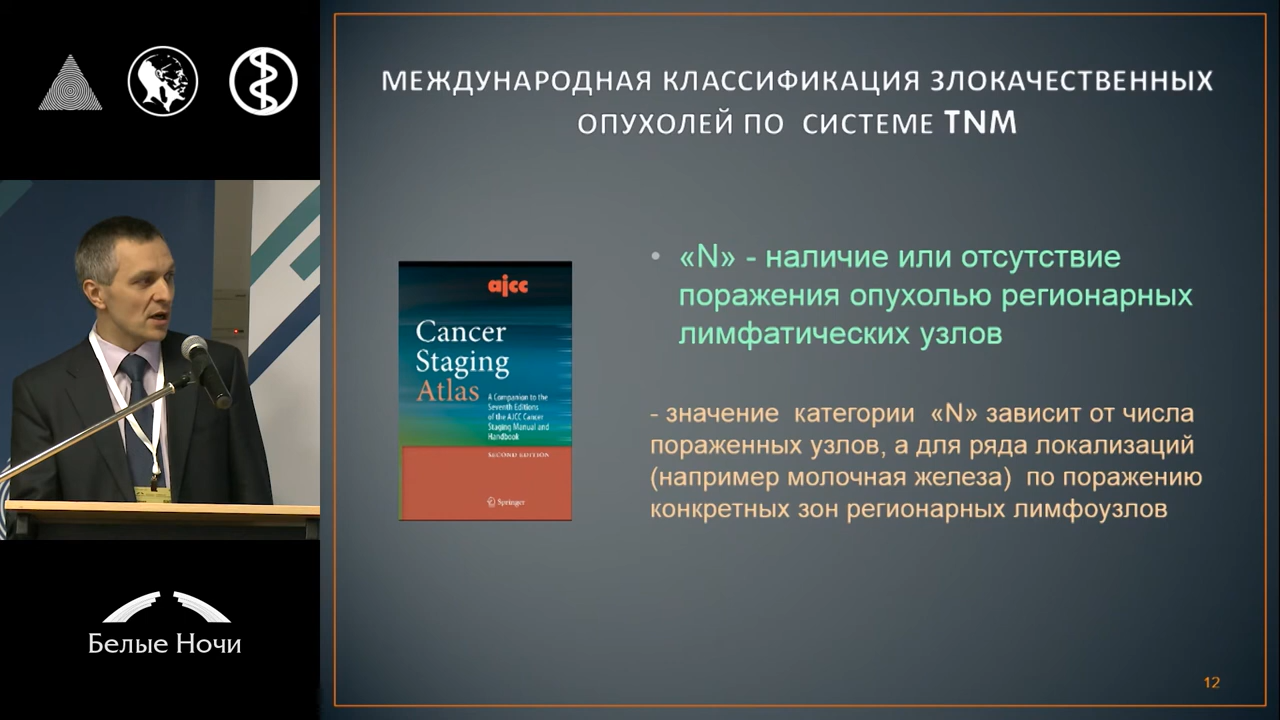 МЕЖДУНАРОДНАЯ КЛАССИФИКАЦИЯ ЗЛОКАЧЕСТВЕННЫХ
ОПУХОЛЕЙ ПО СИСТЕМЕ TNM
• «N» - наличие или отсутствие
поражения опухолью регионарных
лимфатических узлов
- значение категории «N» зависит от числа
пораженных узлов, а для ряда локализаций
(например молочная железа) по поражению
конкретных зон регионарных лимфоузлов
ajcc
Cancer
Staging
Atlas
A Companion to the
Seventh Editions
of the AJCC Cancer
Staging Manual and
Handbook
SECOND EDITION
Springer
12
Белые Ночи